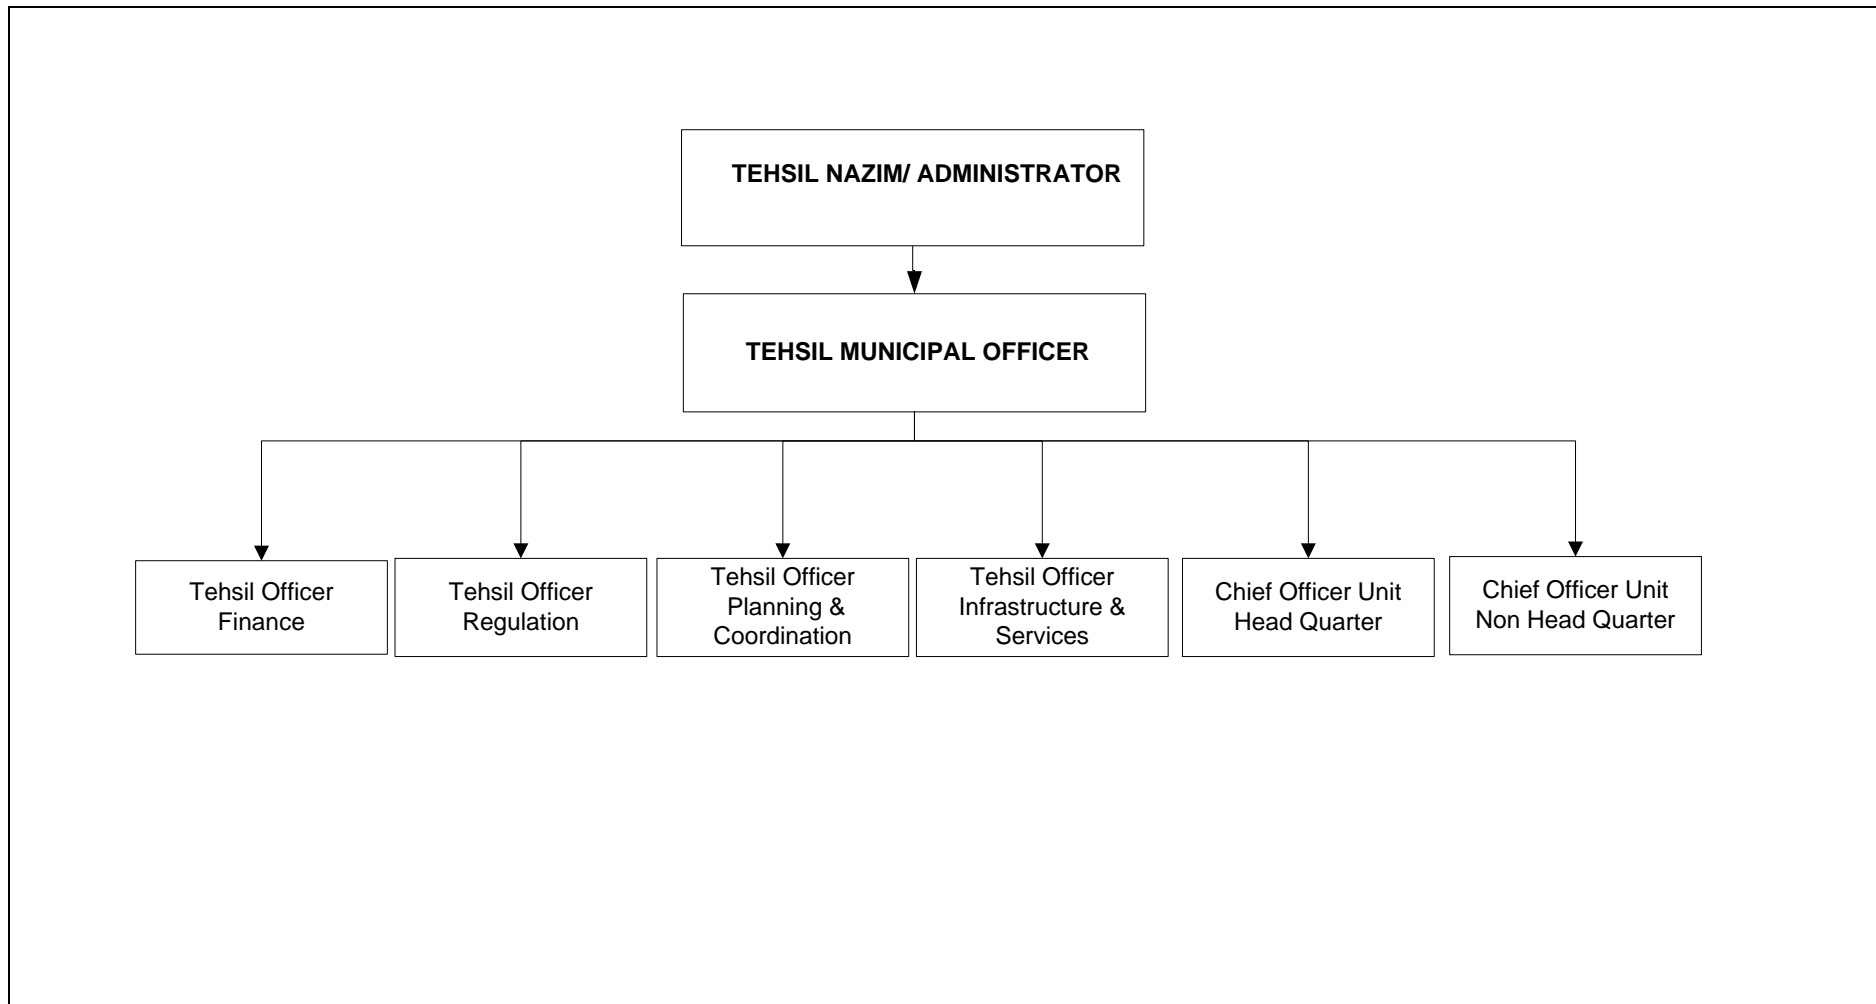 TEHSIL NAZIM/ ADMINISTRATOR
TEHSIL MUNICIPAL OFFICER
Tehsil Officer
Finance
Tehsil Officer
Regulation
Tehsil Officer
Planning &
Coordination
Tehsil Officer
Infrastructure &
Services
Chief Officer Unit
Head Quarter
Chief Officer Unit
Non Head Quarter